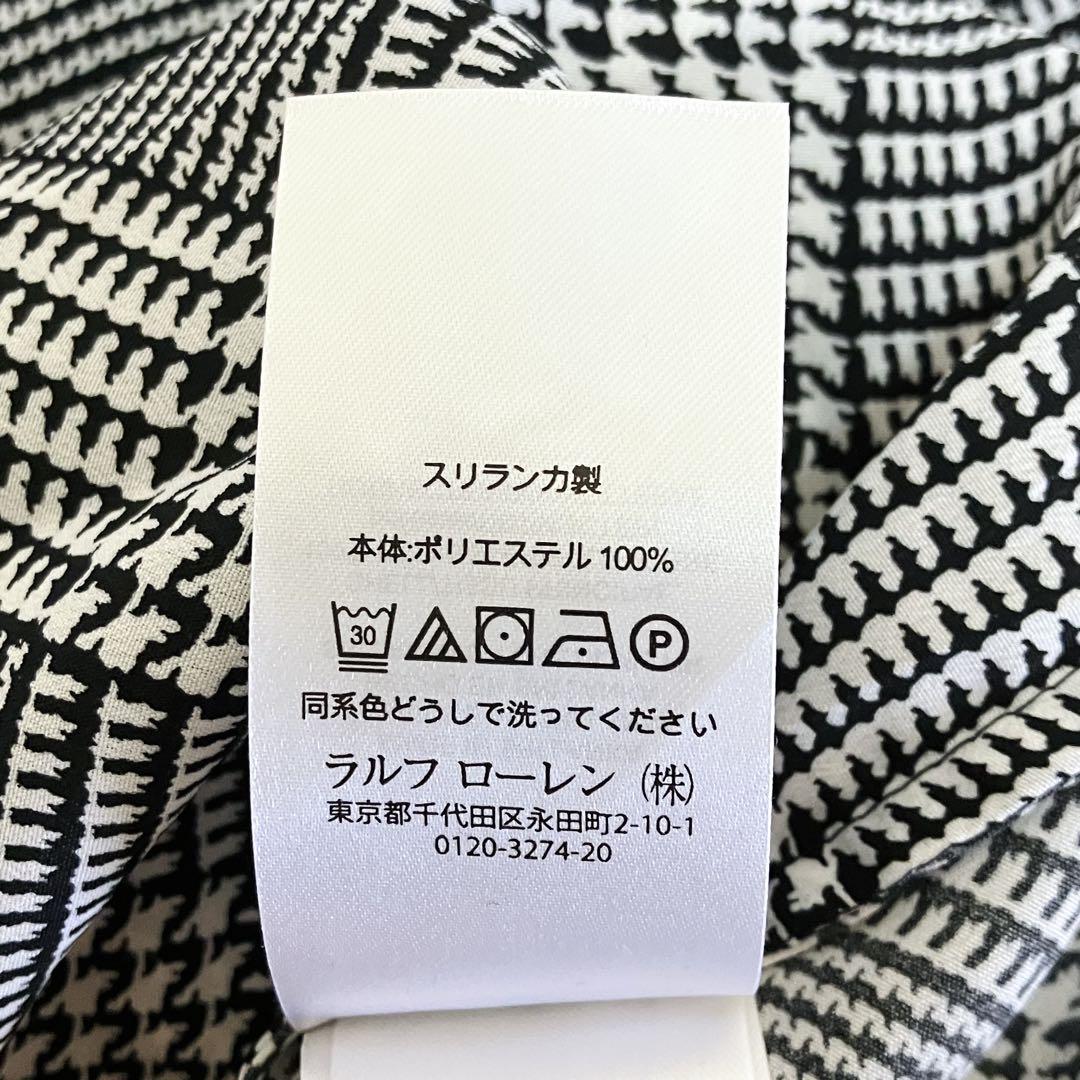 スリランカ製
本体:ポリエステル 100%
30 P
同系色どうしで洗ってください
ラルフ ローレン (株)
東京都千代田区永田町2-10-1
0120-3274-20